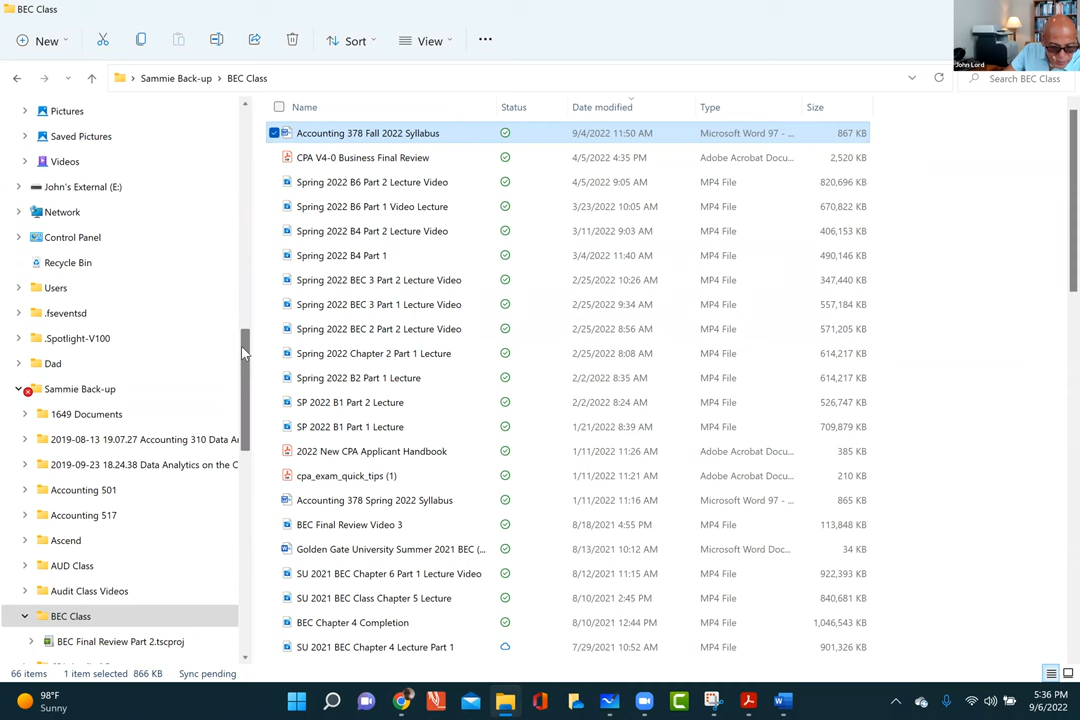 BEC Class
New
Sort
View
John Lord
Sammie Back-up
BEC Class
Search BEC Class
Pictures
Saved Pictures
Videos
John's External (E:)
Network
Control Panel
Recycle Bin
Users
.fseventsd
.Spotlight-V100
Dad
Sammie Back-up
1649 Documents
2019-08-13 19.07.27 Accounting 310 Data An
2019-09-23 18.24.38 Data Analytics on the C
Accounting 501
Accounting 517
Ascend
AUD Class
Audit Class Videos
BEC Class
BEC Final Review Part 2.tscproj
Name Status Date modified Type Size
Accounting 378 Fall 2022 Syllabus 9/4/2022 11:50 AM Microsoft Word 97 - ... 867 KB
CPA V4-0 Business Final Review 4/5/2022 4:35 PM Adobe Acrobat Docu... 2,520 KB
Spring 2022 B6 Part 2 Lecture Video 4/5/2022 9:05 AM MP4 File 820,696 KB
Spring 2022 B6 Part 1 Video Lecture 3/23/2022 10:05 AM MP4 File 670,822 KB
Spring 2022 B4 Part 2 Lecture Video 3/11/2022 9:03 AM MP4 File 406,153 KB
Spring 2022 B4 Part 1 3/4/2022 11:40 AM MP4 File 490,146 KB
Spring 2022 BEC 3 Part 2 Lecture Video 2/25/2022 10:26 AM MP4 File 347,440 KB
Spring 2022 BEC 3 Part 1 Lecture Video 2/25/2022 9:34 AM MP4 File 557,184 KB
Spring 2022 BEC 2 Part 2 Lecture Video 2/25/2022 8:56 AM MP4 File 571,205 KB
Spring 2022 Chapter 2 Part 1 Lecture 2/25/2022 8:08 AM MP4 File 614,217 KB
Spring 2022 B2 Part 1 Lecture 2/2/2022 8:35 AM MP4 File 614,217 KB
SP 2022 B1 Part 2 Lecture 2/2/2022 8:24 AM MP4 File 526,747 KB
SP 2022 B1 Part 1 Lecture 1/21/2022 8:39 AM MP4 File 709,879 KB
2022 New CPA Applicant Handbook 1/11/2022 11:26 AM Adobe Acrobat Docu... 385 KB
cpa_exam_quick_tips (1) 1/11/2022 11:21 AM Adobe Acrobat Docu... 210 KB
Accounting 378 Spring 2022 Syllabus 1/11/2022 11:16 AM Microsoft Word 97 - ... 865 KB
BEC Final Review Video 3 8/18/2021 4:55 PM MP4 File 113,848 KB
Golden Gate University Summer 2021 BEC (... 8/13/2021 10:12 AM Microsoft Word Doc... 34 KB
SU 2021 BEC Chapter 6 Part 1 Lecture Video 8/12/2021 11:15 AM MP4 File 922,393 KB
SU 2021 BEC Class Chapter 5 Lecture 8/10/2021 2:45 PM MP4 File 840,681 KB
BEC Chapter 4 Completion 8/10/2021 12:44 PM MP4 File 1,046,543 KB
SU 2021 BEC Chapter 4 Lecture Part 1 7/29/2021 10:52 AM MP4 File 901,326 KB
66 items 1 item selected 866 KB Sync pending
98°F
Sunny
5:36 PM
9/6/2022